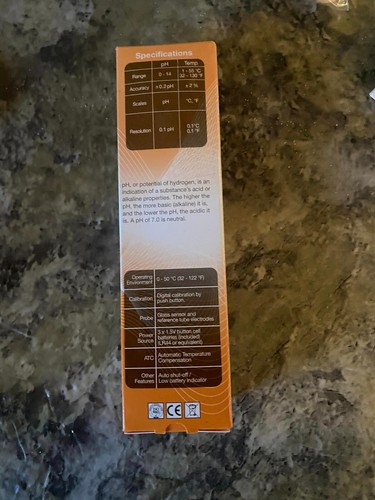 Specifications
pH Temp
Range 0 - 14 1 - 55 °C
32 - 130 °F
Accuracy ± 0.2 pH ± 2 %
Scales pH °C, °F
Resolution 0.1 pH 0.1°C
0.1 °F
pH, or potential of hydrogen, is an
indication of a substance's acid or
alkaline properties. The higher the
pH, the more basic (alkaline) it is,
and the lower the pH, the acidic it
is. A pH of 7.0 is neutral.
Operating
Environment
0 - 50 °C (32 - 122 °F)
Calibration
Digital calibration by
push button.
Probe
Glass sensor and
reference tube electrodes
Power
Source
3 x 1.5V button cell
batteries (included)
(LR44 or equivalent).
ATC
Automatic Temperature
Compensation
Other
Features
Auto shut-off /
Low battery indicator
CE